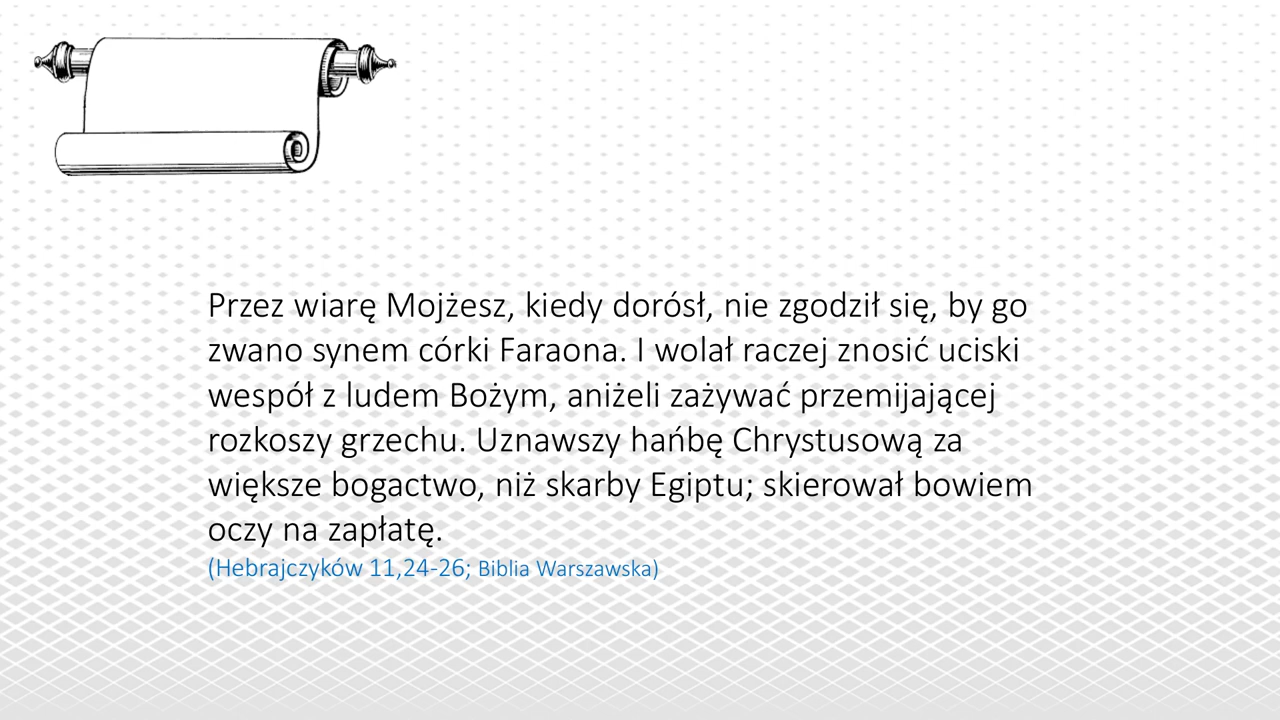 Przez wiarę Mojżesz, kiedy dorósł, nie zgodził się, by go
zwano synem córki Faraona. I wolał raczej znosić uciski
wespół z ludem Bożym, aniżeli zażywać przemijającej
rozkoszy grzechu. Uznawszy hańbę Chrystusową za
większe bogactwo, niż skarby Egiptu; skierował bowiem
oczy na zapłatę.
(Hebrajczyków 11,24-26; Biblia Warszawska)